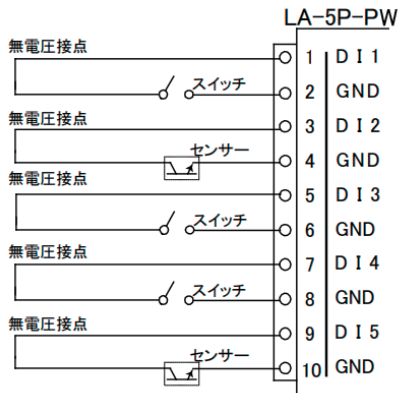 LA-5P-PW
無電圧接点
1 DI1
スイッチ
2 GND
無電圧接点
3 DI2
センサー
4 GND
無電圧接点
5 DI3
スイッチ
6 GND
無電圧接点
7 DI4
スイッチ
8 GND
無電圧接点
9 DI5
センサー
10 GND